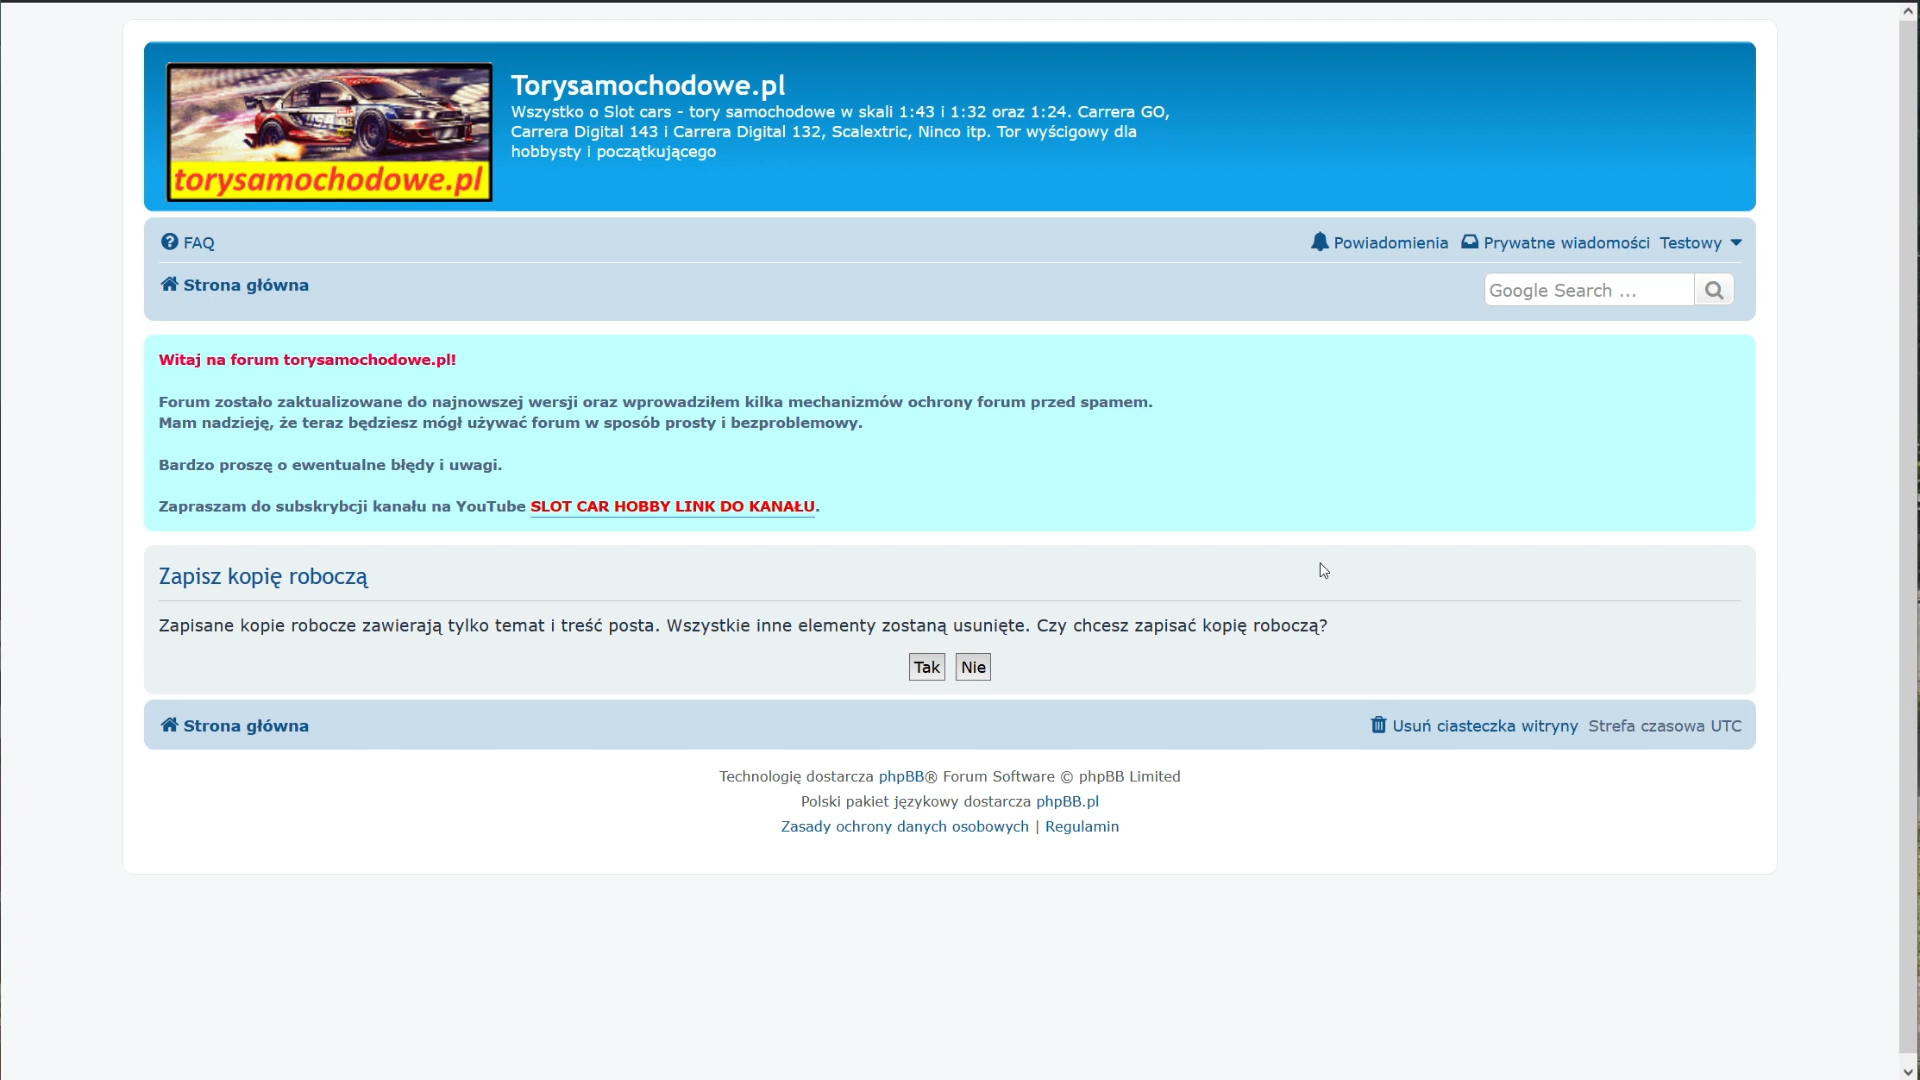 torysamochodowe.pl
Torysamochodowe.pl
Wszystko o Slot cars - tory samochodowe w skali 1:43 i 1:32 oraz 1:24. Carrera GO,
Carrera Digital 143 i Carrera Digital 132, Scalextric, Ninco itp. Tor wyścigowy dla
hobbysty i początkującego
FAQ
Powiadomienia Prywatne wiadomości Testowy
Strona główna
Google Search ...
Witaj na forum torysamochodowe.pl!
Forum zostało zaktualizowane do najnowszej wersji oraz wprowadziłem kilka mechanizmów ochrony forum przed spamem.
Mam nadzieję, że teraz będziesz mógł używać forum w sposób prosty i bezproblemowy.
Bardzo proszę o ewentualne błędy i uwagi.
Zapraszam do subskrybcji kanału na YouTube SLOT CAR HOBBY LINK DO KANAŁU.
Zapisz kopię roboczą
Zapisane kopie robocze zawierają tylko temat i treść posta. Wszystkie inne elementy zostaną usunięte. Czy chcesz zapisać kopię roboczą?
Tak Nie
Strona główna
Usuń ciasteczka witryny Strefa czasowa UTC
Technologię dostarcza phpBB® Forum Software © phpBB Limited
Polski pakiet językowy dostarcza phpBB.pl
Zasady ochrony danych osobowych | Regulamin